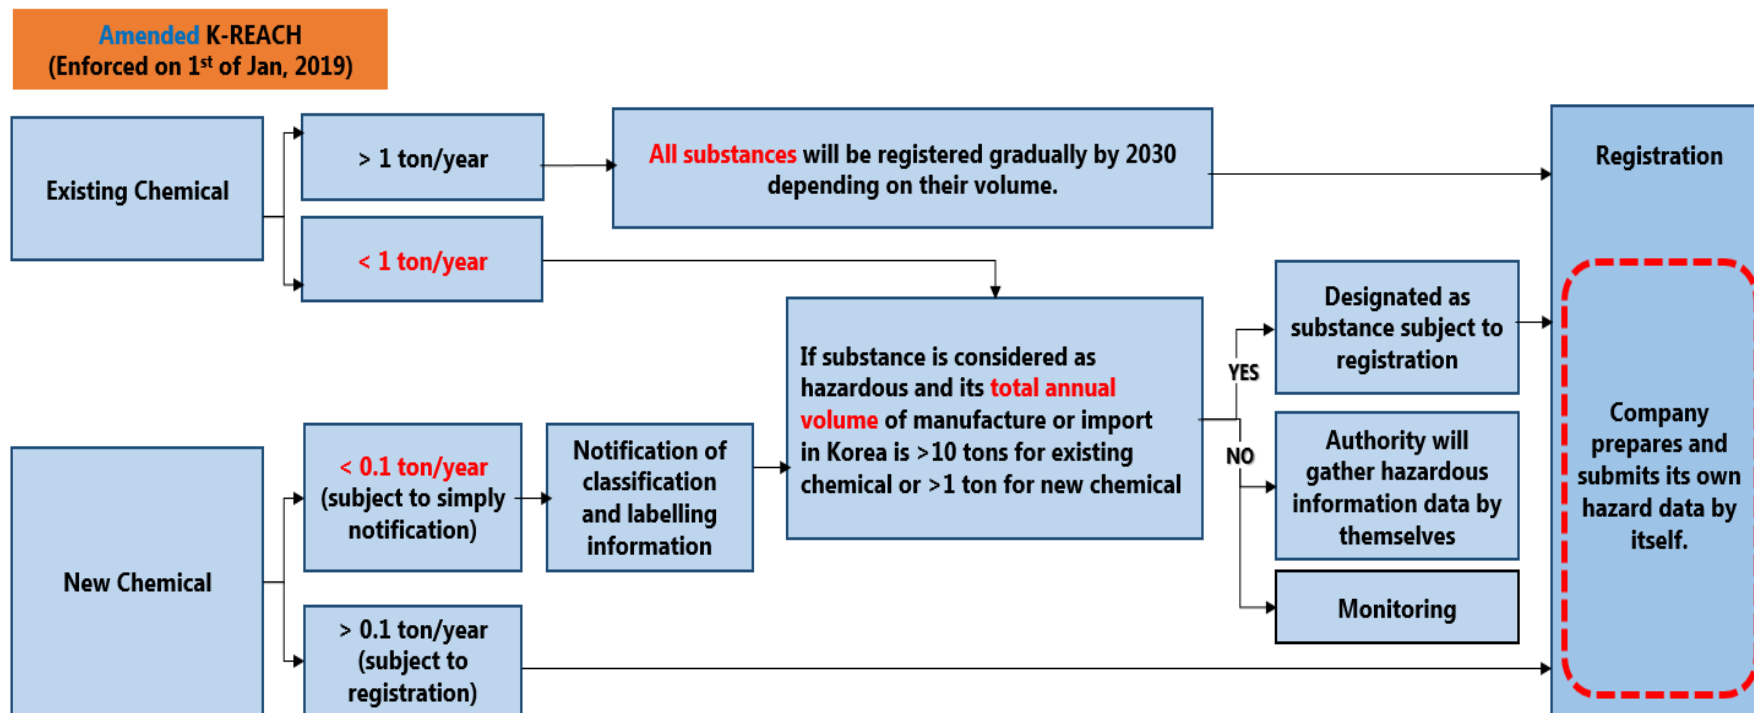 Amended K-REACH
(Enforced on 1st of Jan, 2019)
Existing Chemical
> 1 ton/year
All substances will be registered gradually by 2030
depending on their volume.
Registration
< 1 ton/year
If substance is considered as
hazardous and its total annual
volume of manufacture or import
in Korea is >10 tons for existing
chemical or >1 ton for new chemical
YES
NO
Designated as
substance subject to
registration
Authority will
gather hazardous
information data by
themselves
Monitoring
Company
prepares and
submits its own
hazard data by
itself.
New Chemical
< 0.1 ton/year
(subject to simply
notification)
Notification of
classification
and labelling
information
> 0.1 ton/year
(subject to
registration)